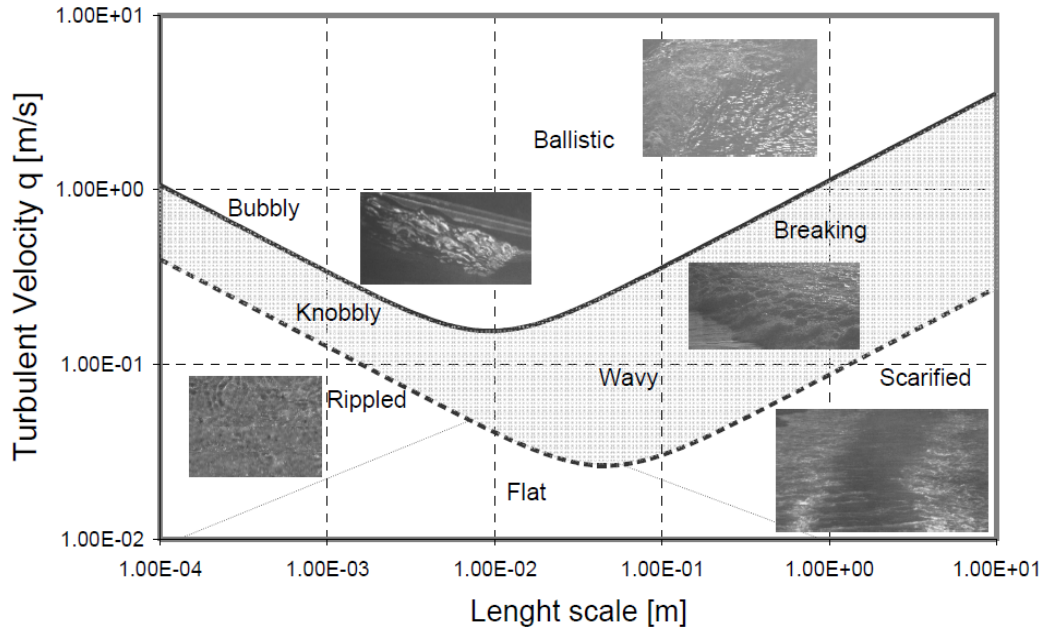 Turbulent Velocity q [m/s]
1.00E+01
1.00E+00
1.00E-01
1.00E-02
Ballistic
Bubbly
Breaking
Knobbly
Wavy
Scarified
Rippled
Flat
1.00E-04
1.00E-03
1.00E-02
1.00E-01
1.00E+00
1.00E+01
Lenght scale [m]